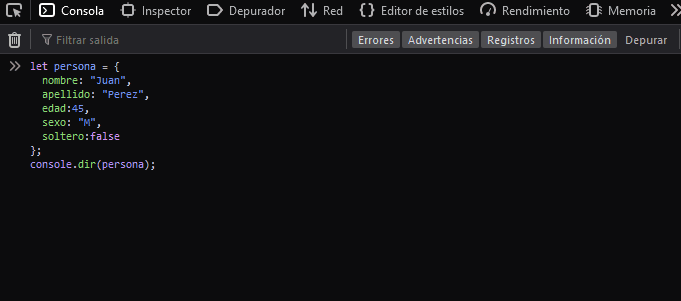 Consola Inspector Depurador Red Editor de estilos Rendimiento Memoria
Filtrar salida Errores Advertencias Registros Información Depurar
let persona = {
  nombre: "Juan",
  apellido: "Perez",
  edad:45,
  sexo: "M",
  soltero:false
};
console.dir(persona);